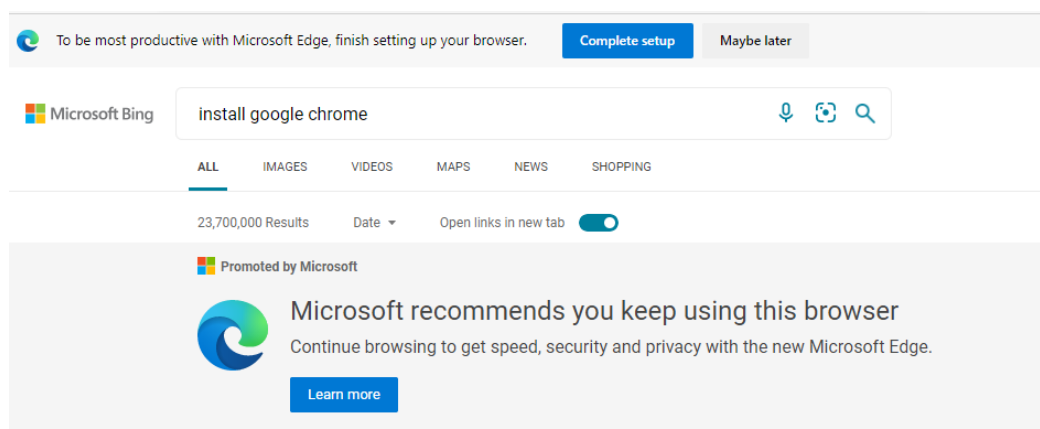 To be most productive with Microsoft Edge, finish setting up your browser. Complete setup Maybe later
Microsoft Bing install google chrome
ALL IMAGES VIDEOS MAPS NEWS SHOPPING
23,700,000 Results Date Open links in new tab
Promoted by Microsoft
Microsoft recommends you keep using this browser
Continue browsing to get speed, security and privacy with the new Microsoft Edge.
Learn more